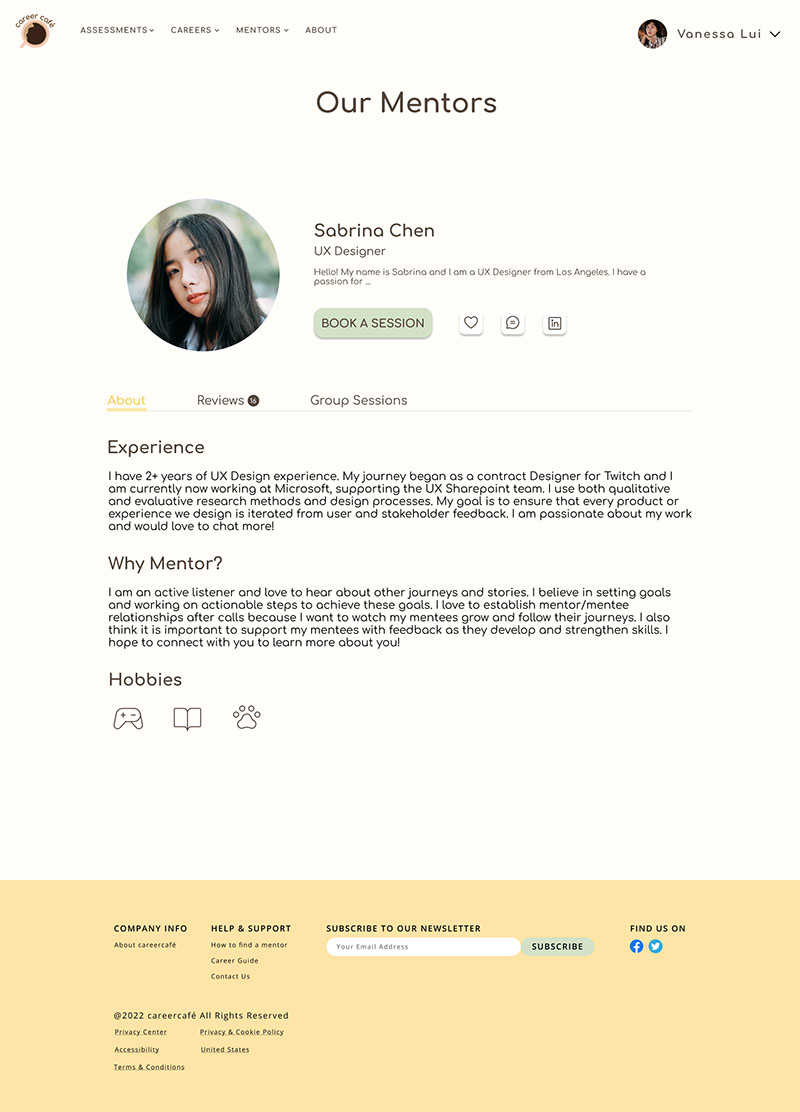 career café
ASSESSMENTS
CAREERS
MENTORS
ABOUT
Vanessa Lui
Our Mentors
Sabrina Chen
UX Designer
Hello! My name is Sabrina and I am a UX Designer from Los Angeles. I have a
passion for ...
BOOK A SESSION
in
About
Reviews 16
Group Sessions
Experience
I have 2+ years of UX Design experience. My journey began as a contract Designer for Twitch and I
am currently now working at Microsoft, supporting the UX Sharepoint team. I use both qualitative
and evaluative research methods and design processes. My goal is to ensure that every product or
experience we design is iterated from user and stakeholder feedback. I am passionate about my work
and would love to chat more!
Why Mentor?
I am an active listener and love to hear about other journeys and stories. I believe in setting goals
and working on actionable steps to achieve these goals. I love to establish mentor/mentee
relationships after calls because I want to watch my mentees grow and follow their journeys. I also
think it is important to support my mentees with feedback as they develop and strengthen skills. I
hope to connect with you to learn more about you!
Hobbies
COMPANY INFO
About careercafé
HELP & SUPPORT
How to find a mentor
Career Guide
Contact Us
SUBSCRIBE TO OUR NEWSLETTER
Your Email Address
SUBSCRIBE
FIND US ON
@2022 careercafé All Rights Reserved
Privacy Center
Privacy & Cookie Policy
Accessibility
United States
Terms & Conditions